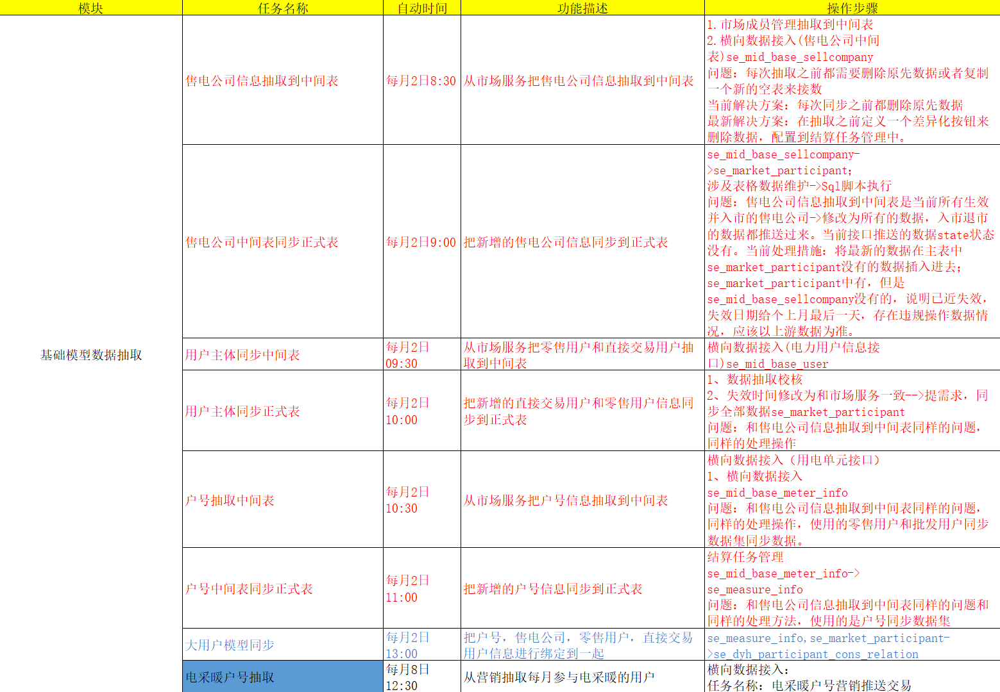 模块
任务名称
自动时间
功能描述
操作步骤
基础模型数据抽取
售电公司信息抽取到中间表
每月2日8:30
从市场服务把售电公司信息抽取到中间表
1.市场成员管理抽取到中间表
2.横向数据接入(售电公司中间
表)se_mid_base_sellcompany
问题：每次抽取之前都需要删除原先数据或者复制
一个新的空表来接数
当前解决方案：每次同步之前都删除原先数据
最新解决方案：在抽取之前定义一个差异化按钮来
删除数据，配置到结算任务管理中。
售电公司中间表同步正式表
每月2日9:00
把新增的售电公司信息同步到正式表
se_mid_base_sellcompany-
>se_market_participant;
涉及表格数据维护->Sql脚本执行
问题：售电公司信息抽取到中间表是当前所有生效
并入市的售电公司->修改为所有的数据，入市退市
的数据都推送过来。当前接口推送的数据state状态
没有。当前处理措施：将最新的数据在主表中
se_market_participant没有的数据插入进去；
se_market_participant中有，但是
se_mid_base_sellcompany没有的，说明已近失效，
失效日期给个上月最后一天，存在违规操作数据情
况，应该以上游数据为准。
用户主体同步中间表
每月2日
09:30
从市场服务把零售用户和直接交易用户抽
取到中间表
横向数据接入(电力用户信息接
口)se_mid_base_user
用户主体同步正式表
每月2日
10:00
把新增的直接交易用户和零售用户信息同
步到正式表
1、数据抽取校核
2、失效时间修改为和市场服务一致-->提需求，同
步全部数据se_market_participant
问题：和售电公司信息抽取到中间表同样的问题，
同样的处理操作
户号抽取中间表
每月2日
10:30
从市场服务把户号信息抽取到中间表
横向数据接入（用电单元接口）
1、横向数据接入
se_mid_base_meter_info
问题：和售电公司信息抽取到中间表同样的问题，
同样的处理操作，使用的零售用户和批发用户同步
数据集同步数据。
户号中间表同步正式表
每月2日
11:00
把新增的户号信息同步到正式表
结算任务管理
se_mid_base_meter_info->
se_measure_info
问题：和售电公司信息抽取到中间表同样的问题和
同样的处理方法，使用的是户号同步数据集
大用户模型同步
每月2日
13:00
把户号，售电公司，零售用户，直接交易
用户信息进行绑定到一起
se_measure_info,se_market_participant-
>se_dyh_participant_cons_relation
电采暖户号抽取
每月8日
12:30
从营销抽取每月参与电采暖的用户
横向数据接入：
任务名称：电采暖户号营销推送交易